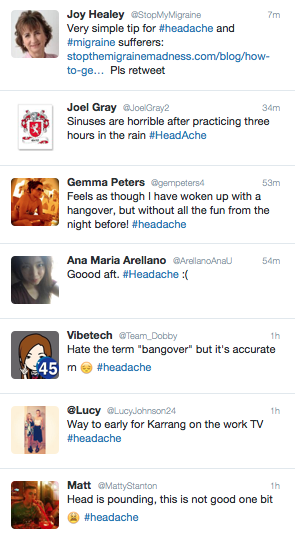 Joy Healey @StopMyMigraine 7m
Very simple tip for #headache and
#migraine sufferers:
stopthemigrainemadness.com/blog/how-
to-ge… Pls retweet
Joel Gray @JoelGray2 34m
Sinuses are horrible after practicing three
hours in the rain #HeadAche
Gemma Peters @gempeters4 53m
Feels as though I have woken up with a
hangover, but without all the fun from the
night before! #headache
Ana Maria Arellano @ArellanoAnaU 54m
Goood aft. #Headache :(
Vibetech @Team_Dobby 1h
Hate the term "bangover" but it's accurate
rn 😔 #headache
45
@Lucy @LucyJohnson24 1h
Way to early for Karrang on the work TV
#headache
Matt @MattyStanton 1h
Head is pounding, this is not good one bit
😩 #headache